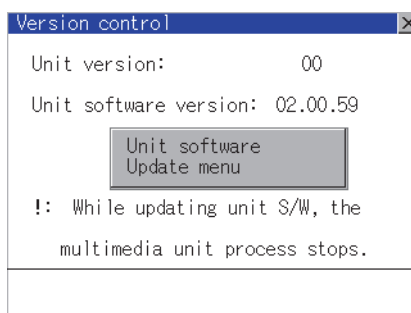 Version control
Unit version: 00
Unit software version: 02.00.59
Unit software
Update menu
!: While updating unit S/W, the
multimedia unit process stops.